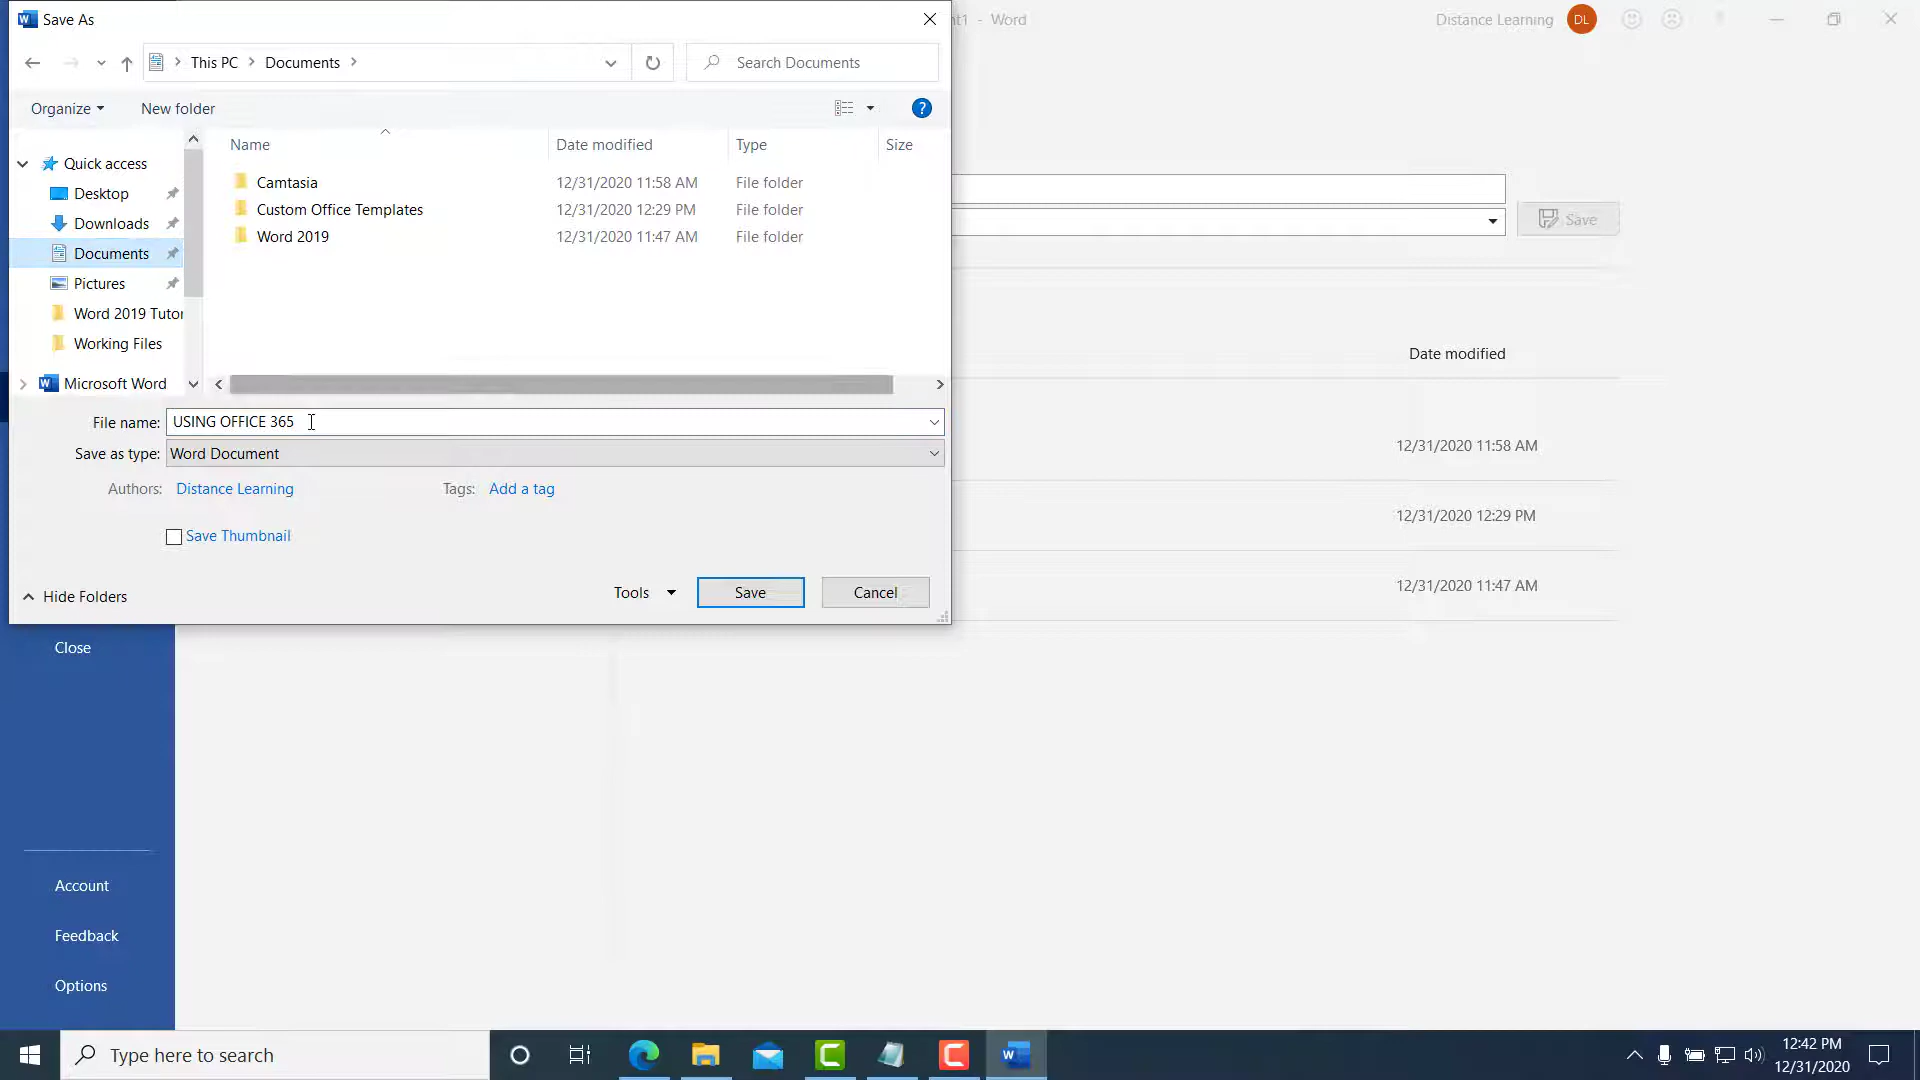 Save As
nt1 - Word
Distance Learning DL
This PC Documents
Search Documents
Organize
New folder
?
Name
Date modified
Type
Size
Quick access
Desktop
Downloads
Documents
Pictures
Word 2019 Tutor
Working Files
Microsoft Word
Camtasia 12/31/2020 11:58 AM File folder
Custom Office Templates 12/31/2020 12:29 PM File folder
Word 2019 12/31/2020 11:47 AM File folder
File name: USING OFFICE 365
Save as type: Word Document
Authors: Distance Learning
Tags: Add a tag
Save Thumbnail
Hide Folders
Tools
Save
Cancel
Save
Date modified
12/31/2020 11:58 AM
12/31/2020 12:29 PM
12/31/2020 11:47 AM
Close
Account
Feedback
Options
Type here to search
12:42 PM
12/31/2020